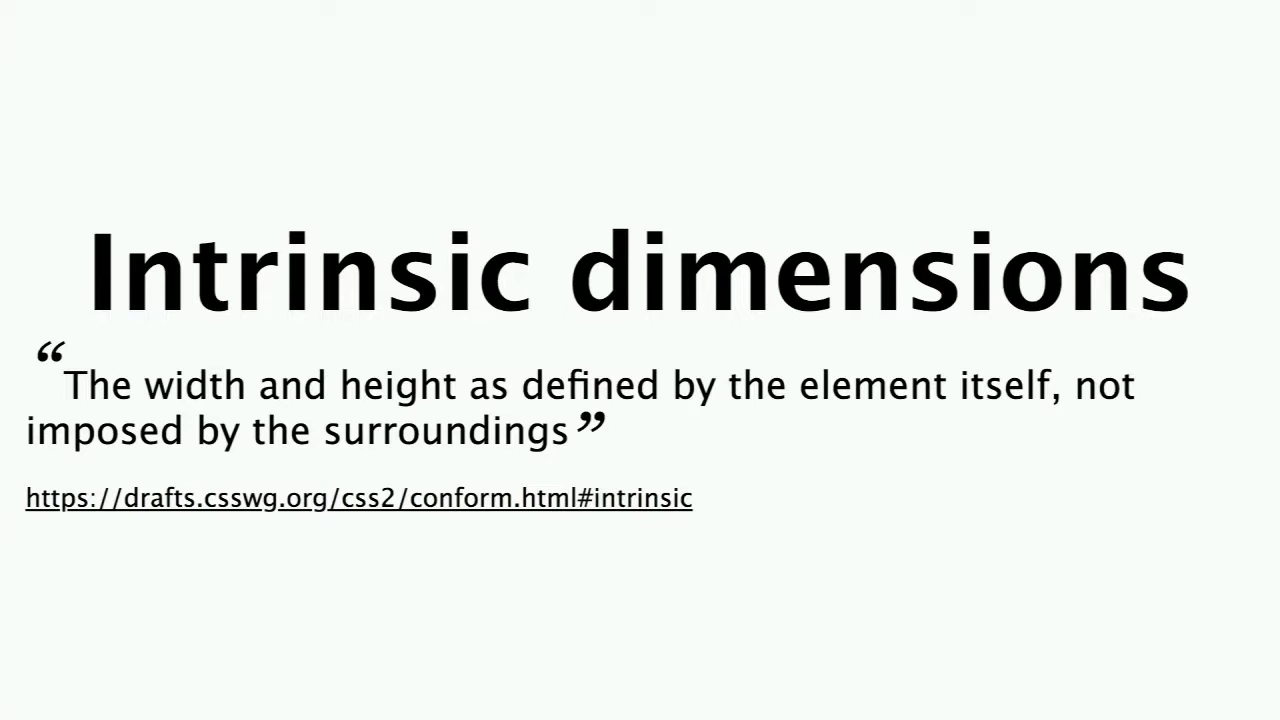 Intrinsic dimensions
“The width and height as defined by the element itself, not
imposed by the surroundings”
https://drafts.csswg.org/css2/conform.html#intrinsic